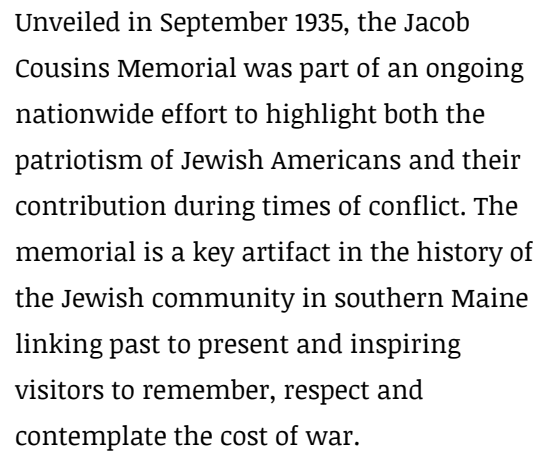 Unveiled in September 1935, the Jacob
Cousins Memorial was part of an ongoing
nationwide effort to highlight both the
patriotism of Jewish Americans and their
contribution during times of conflict. The
memorial is a key artifact in the history of
the Jewish community in southern Maine
linking past to present and inspiring
visitors to remember, respect and
contemplate the cost of war.